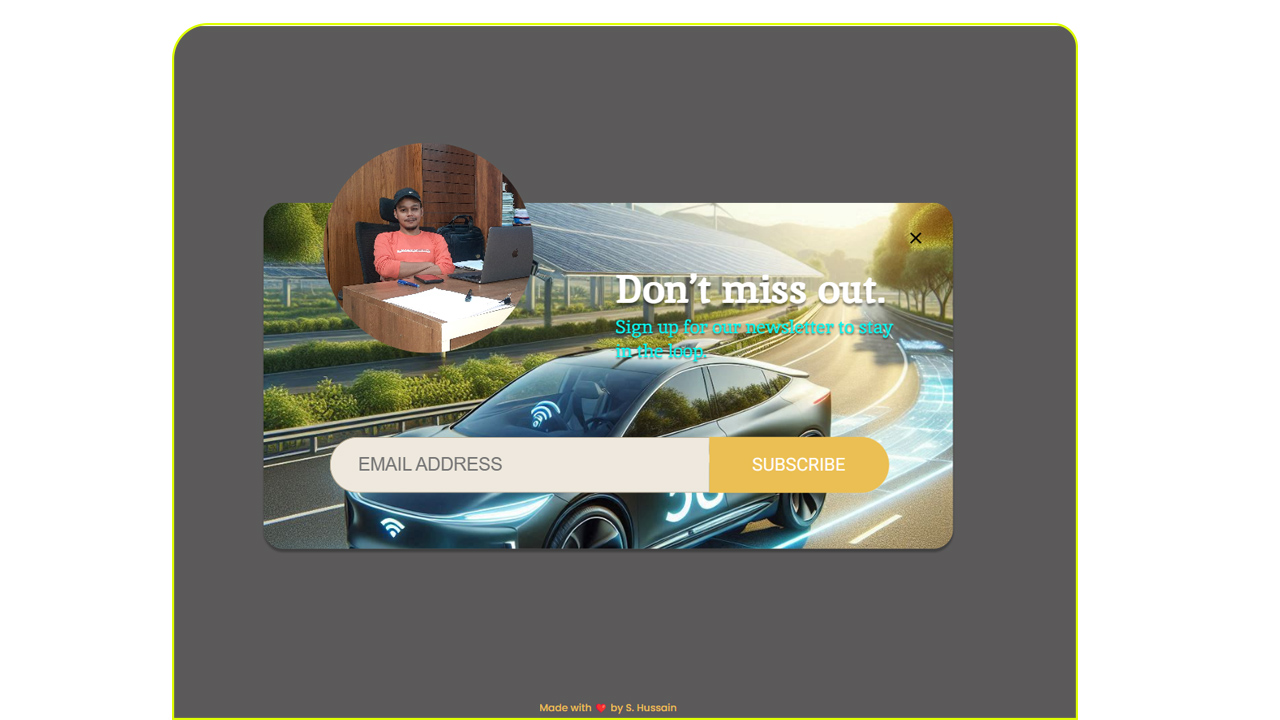 Don't miss out.
Sign up for our newsletter to stay
in the loop.
EMAIL ADDRESS
SUBSCRIBE
Made with ❤️ by S. Hussain